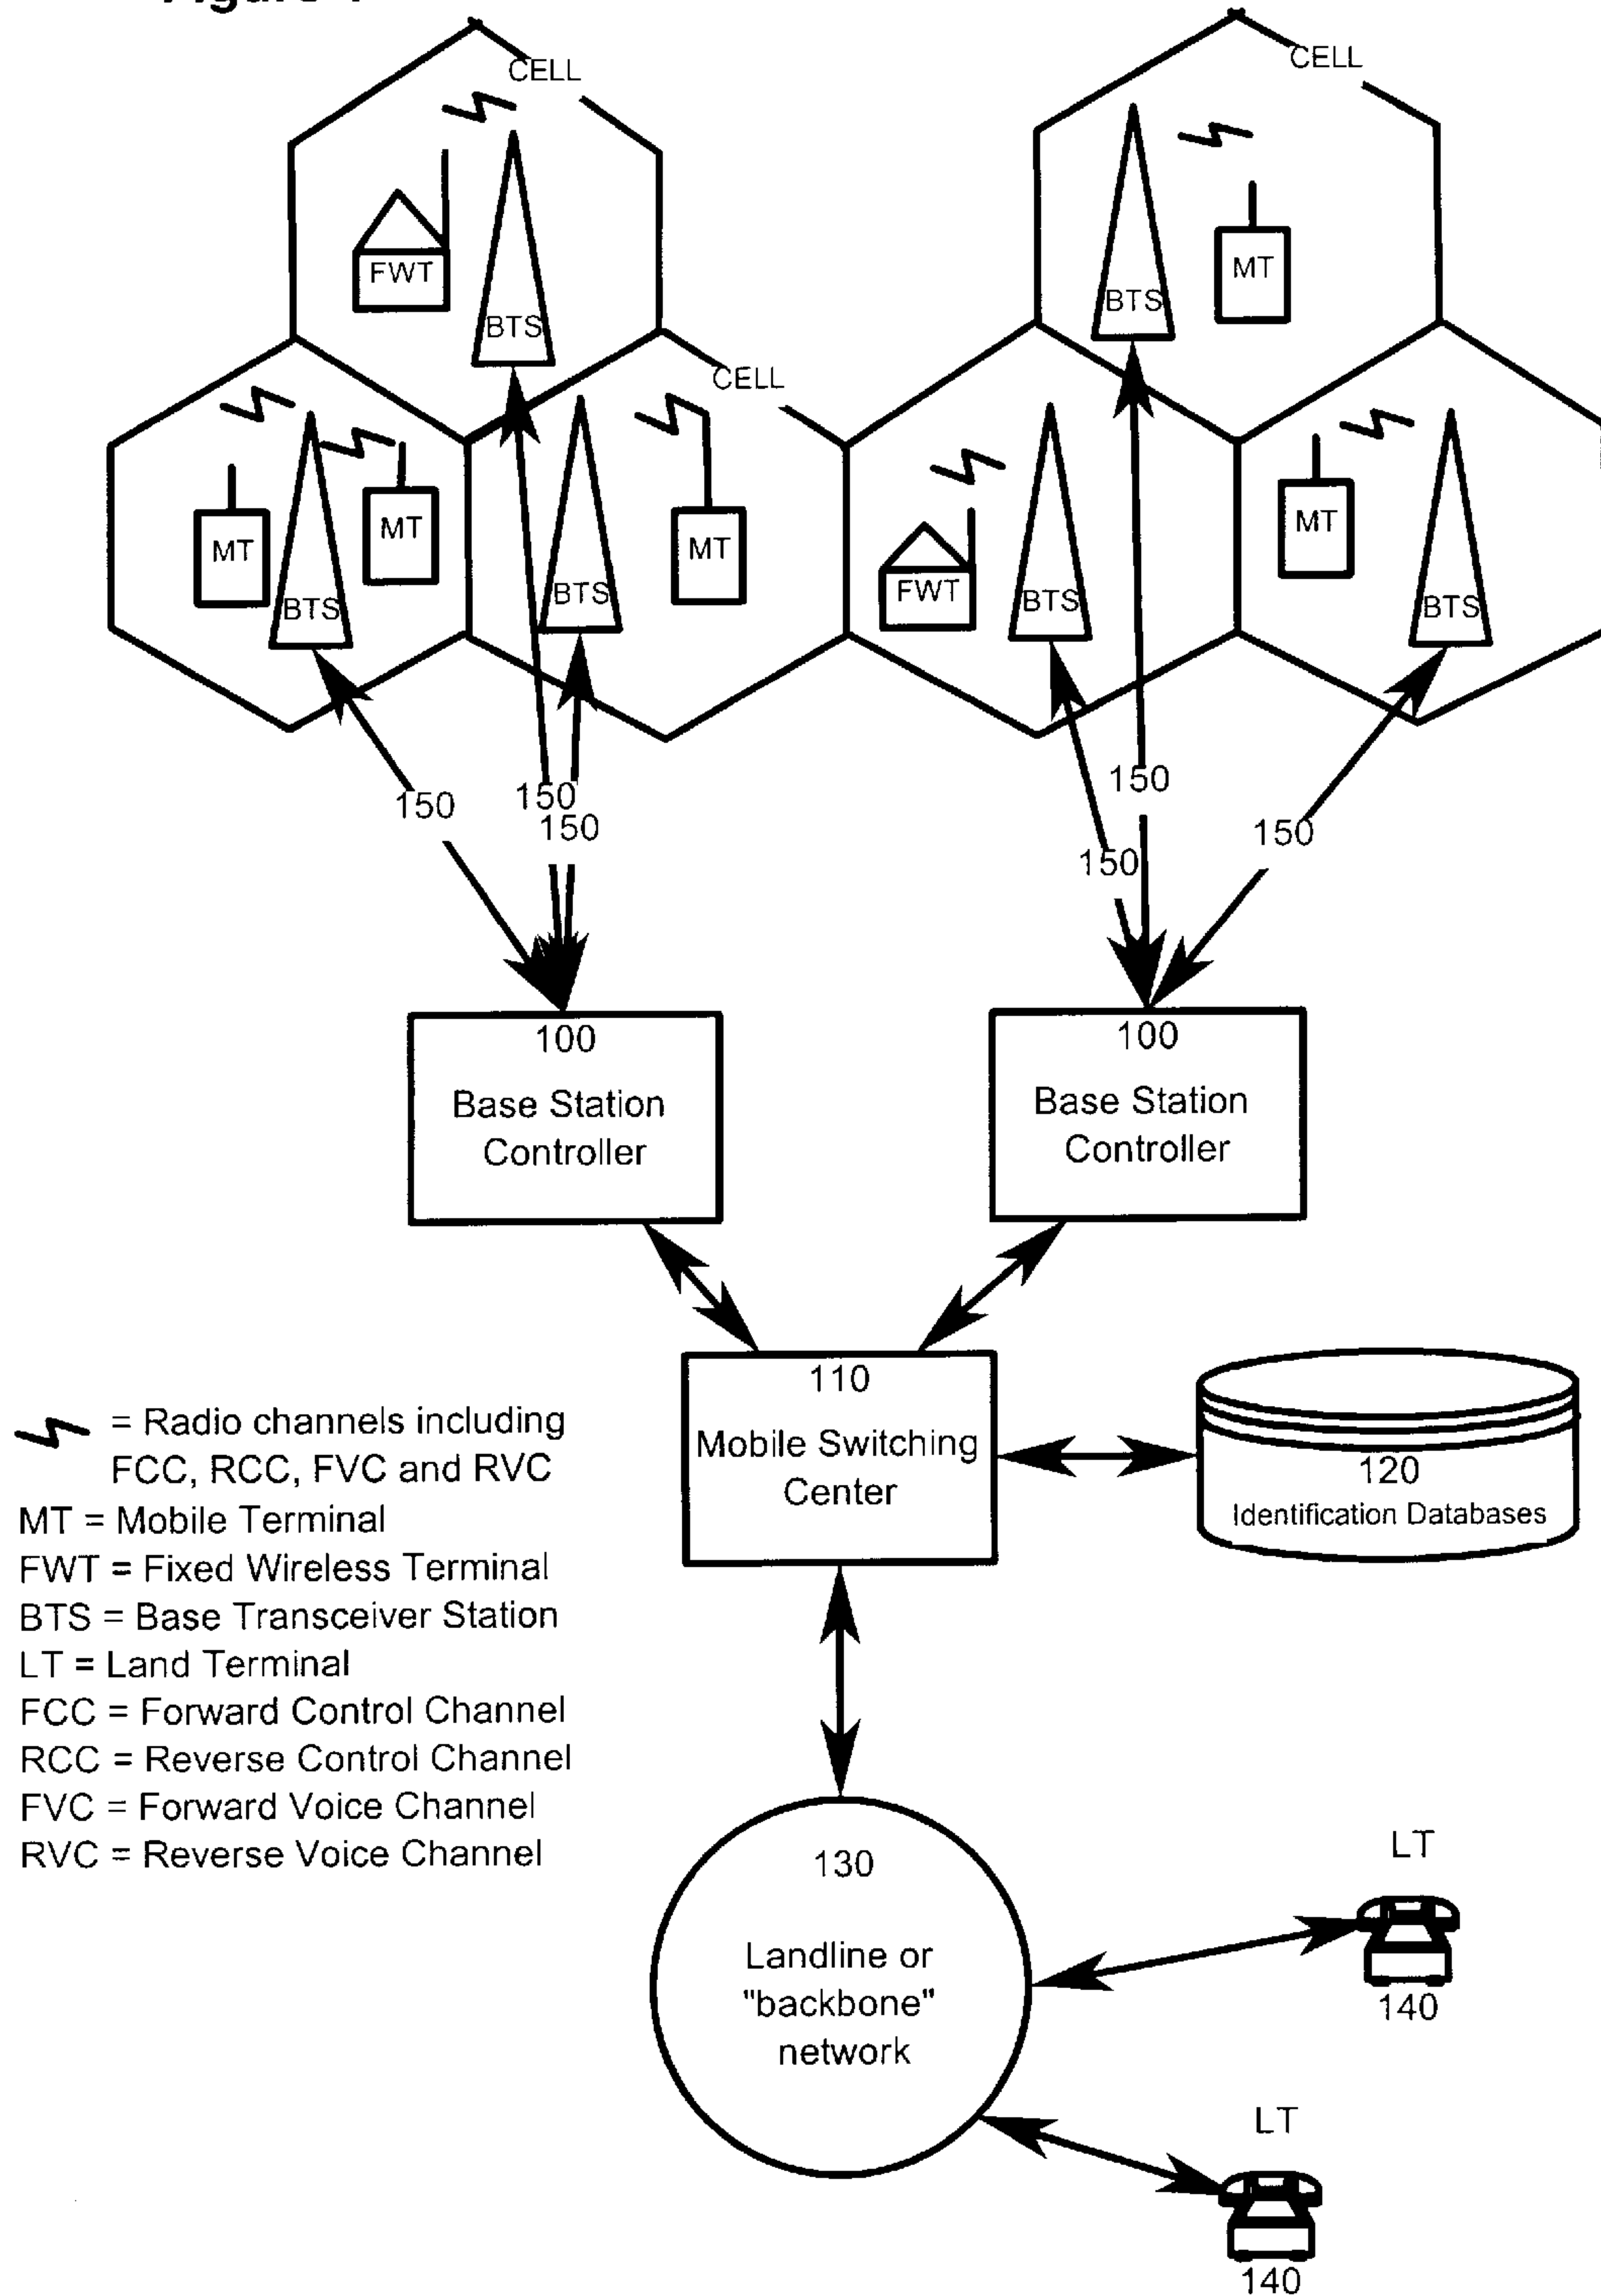 CELL
CELL
FWT
BTS
MT
BTS
CELL
MT
MT
BTS
BTS
MT
FWT
BTS
MT
BTS
150
150
150
150
150
150
100
Base Station
Controller
100
Base Station
Controller
110
Mobile Switching
Center
120
Identification Databases
= Radio channels including
FCC, RCC, FVC and RVC
MT = Mobile Terminal
FWT = Fixed Wireless Terminal
BTS = Base Transceiver Station
LT = Land Terminal
FCC = Forward Control Channel
RCC = Reverse Control Channel
FVC = Forward Voice Channel
RVC = Reverse Voice Channel
130
Landline or
"backbone"
network
LT
140
LT
140